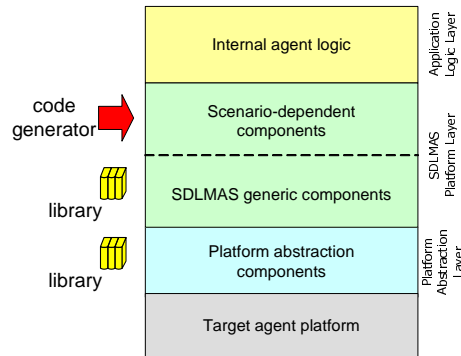 Internal agent logic
Application
Logic Layer
code
generator
Scenario-dependent
components
SDLMAS
Platform Layer
library
SDLMAS generic components
library
Platform abstraction
components
Platform
Abstraction
Layer
Target agent platform